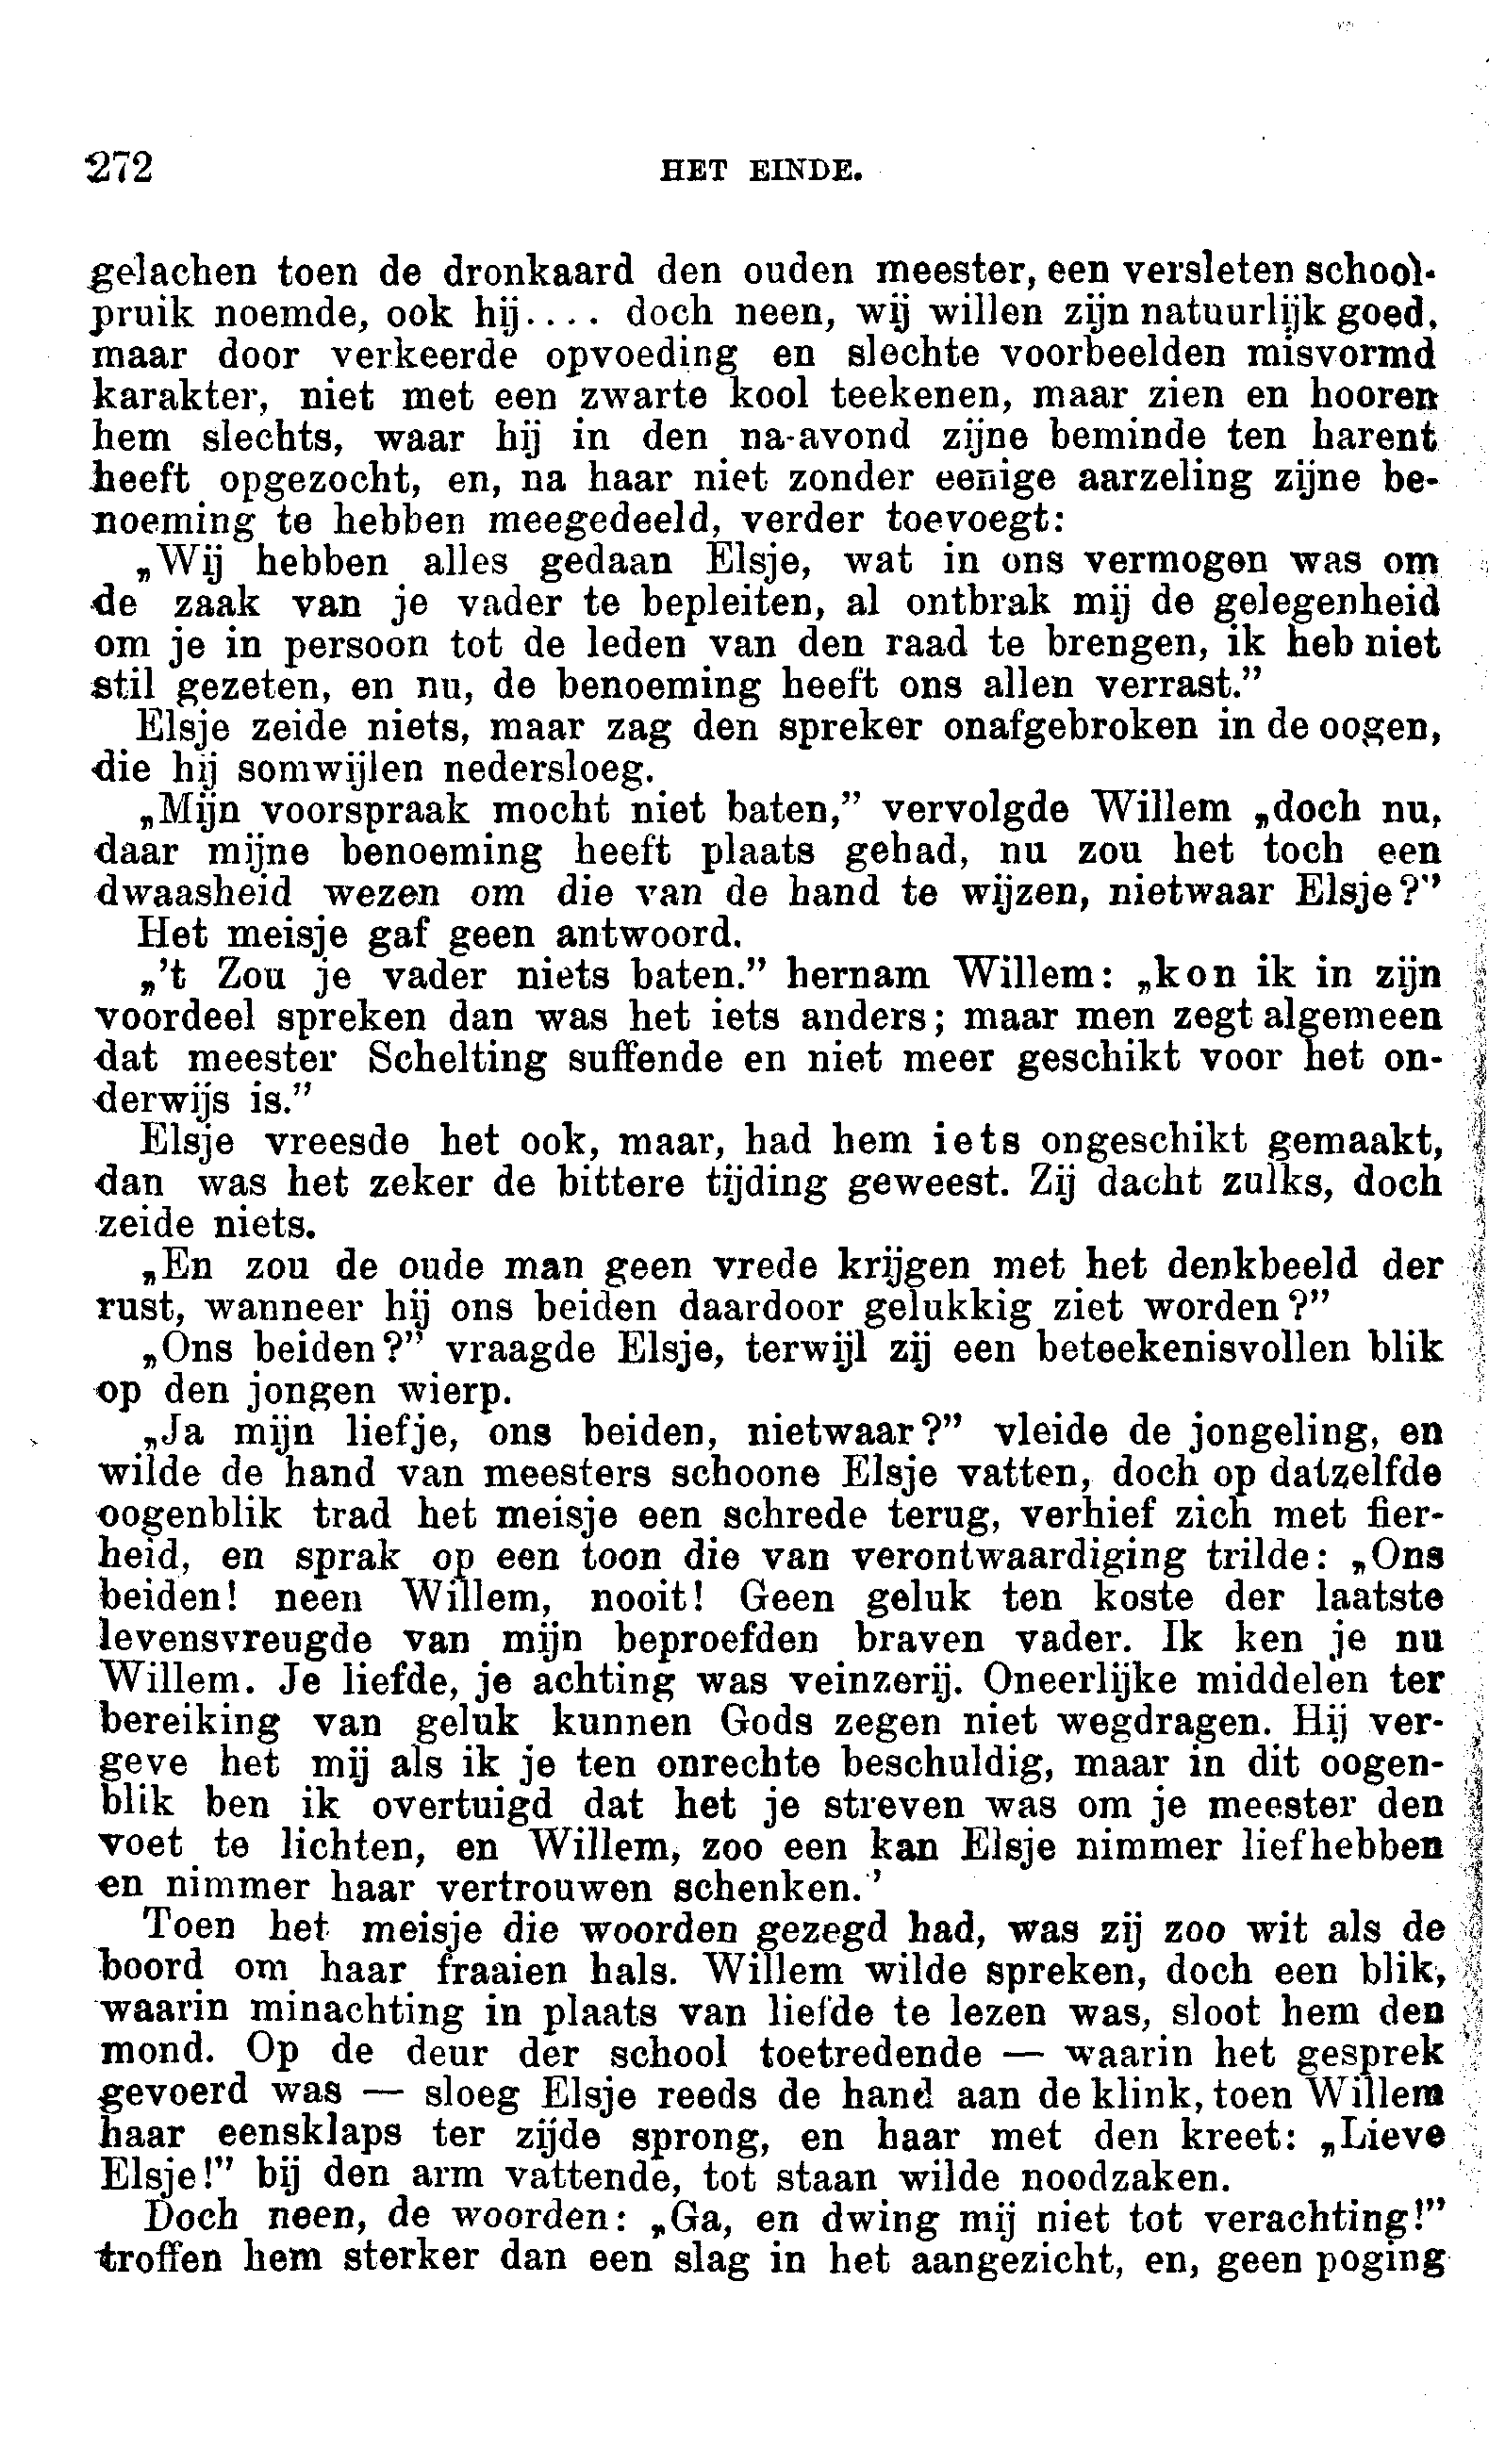 272
HET EINDE.
gelachen toen de dronkaard den ouden meester, een versleten school-
pruik noemde, ook hij.... doch neen, wij willen zijn natuurlijk goed,
maar door verkeerde opvoeding en slechte voorbeelden misvormd
karakter, niet met een zwarte kool teekenen, maar zien en hooren
hem slechts, waar hij in den na-avond zijne beminde ten harent
heeft opgezocht, en, na haar niet zonder eenige aarzeling zijne be-
noeming te hebben meegedeeld, verder toevoegt:
„Wij hebben alles gedaan Elsje, wat in ons vermogen was om
de zaak van je vader te bepleiten, al ontbrak mij de gelegenheid
om je in persoon tot de leden van den raad te brengen, ik heb niet
stil gezeten, en nu, de benoeming heeft ons allen verrast.”
Elsje zeide niets, maar zag den spreker onafgebroken in de oogen,
die hij somwijlen nedersloeg.
„Mijn voorspraak mocht niet baten,” vervolgde Willem „doch nu,
daar mijne benoeming heeft plaats gehad, nu zou het toch een
dwaasheid wezen om die van de hand te wijzen, nietwaar Elsje?”
Het meisje gaf geen antwoord.
„’t Zou je vader niets baten.” hernam Willem: „kon ik in zijn
voordeel spreken dan was het iets anders; maar men zegt algemeen
dat meester Schelting suffende en niet meer geschikt voor het on-
derwijs is.”
Elsje vreesde het ook, maar, had hem iets ongeschikt gemaakt,
dan was het zeker de bittere tijding geweest. Zij dacht zulks, doch
zeide niets.
„En zou de oude man geen vrede krijgen met het denkbeeld der
rust, wanneer hij ons beiden daardoor gelukkig ziet worden?”
„Ons beiden?” vraagde Elsje, terwijl zij een beteekenisvollen blik
op den jongen wierp.
„Ja mijn liefje, ons beiden, nietwaar?” vleide de jongeling, en
wilde de hand van meesters schoone Elsje vatten, doch op datzelfde
oogenblik trad het meisje een schrede terug, verhief zich met fier-
heid, en sprak op een toon die van verontwaardiging trilde: „Ons
beiden! neen Willem, nooit! Geen geluk ten koste der laatste
levensvreugde van mijn beproefden braven vader. Ik ken je nu
Willem. Je liefde, je achting was veinzerij. Oneerlijke middelen ter
bereiking van geluk kunnen Gods zegen niet wegdragen. Hij ver-
geve het mij als ik je ten onrechte beschuldig, maar in dit oogen-
blik ben ik overtuigd dat het je streven was om je meester den
voet te lichten, en Willem, zoo een kan Elsje nimmer liefhebben
en nimmer haar vertrouwen schenken.”
Toen het meisje die woorden gezegd had, was zij zoo wit als de
boord om haar fraaien hals. Willem wilde spreken, doch een blik,
waarin minachting in plaats van liefde te lezen was, sloot hem den
mond. Op de deur der school toetredende — waarin het gesprek
gevoerd was — sloeg Elsje reeds de hand aan de klink, toen Willem
haar eensklaps ter zijde sprong, en haar met den kreet: „Lieve
Elsje!” bij den arm vattende, tot staan wilde noodzaken.
Doch neen, de woorden: „Ga, en dwing mij niet tot verachting!”
troffen hem sterker dan een slag in het aangezicht, en, geen poging